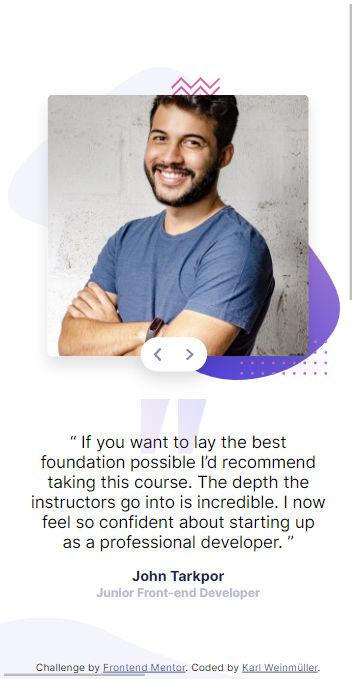 “ If you want to lay the best
foundation possible I’d recommend
taking this course. The depth the
instructors go into is incredible. I now
feel so confident about starting up
as a professional developer. ”
John Tarkpor
Junior Front-end Developer
Challenge by Frontend Mentor. Coded by Karl Weinmüller.